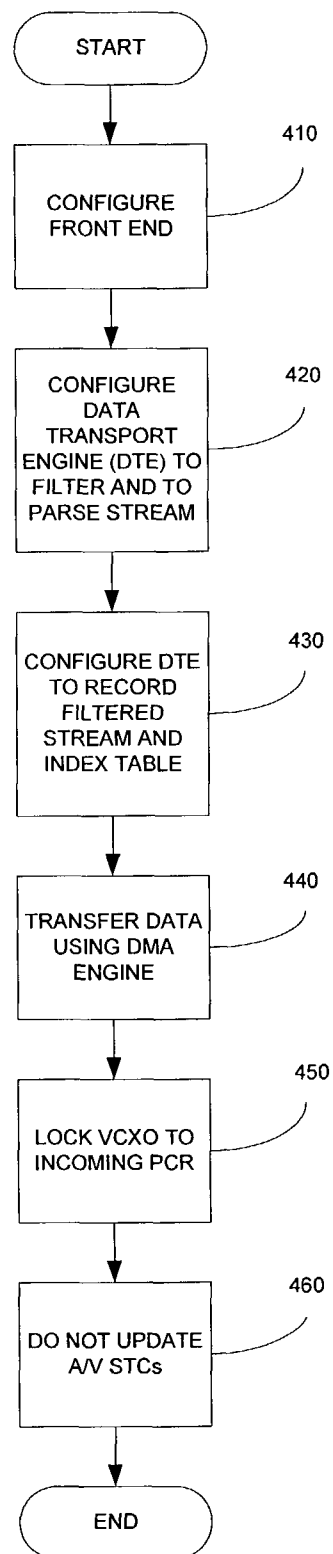 START
410
CONFIGURE
FRONT END
420
CONFIGURE
DATA
TRANSPORT
ENGINE (DTE) TO
FILTER AND TO
PARSE STREAM
430
CONFIGURE DTE
TO RECORD
FILTERED
STREAM AND
INDEX TABLE
440
TRANSFER DATA
USING DMA
ENGINE
450
LOCK VCXO TO
INCOMING PCR
460
DO NOT UPDATE
A/V STCs
END